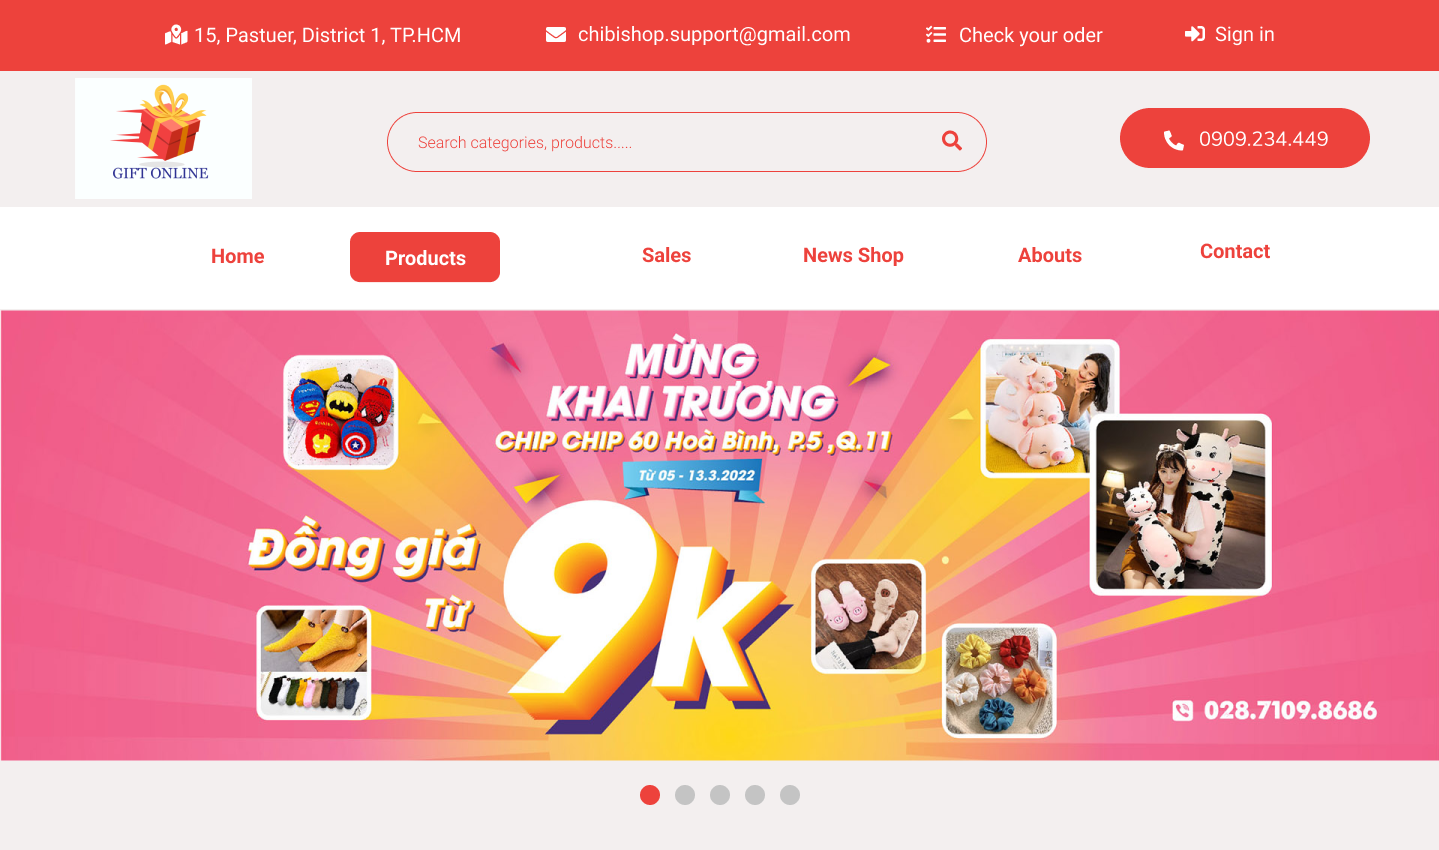 15, Pastuer, District 1, TP.HCM
chibishop.support@gmail.com
Check your oder
Sign in
GIFT ONLINE
Search categories, products.....
0909.234.449
Home
Products
Sales
News Shop
Abouts
Contact
MỪNG
KHAI TRƯƠNG
CHIP CHIP 60 Hoà Bình, P.5 ,Q.11
Từ 05 - 13.3.2022
Đồng giá
Từ
9k
028.7109.8686